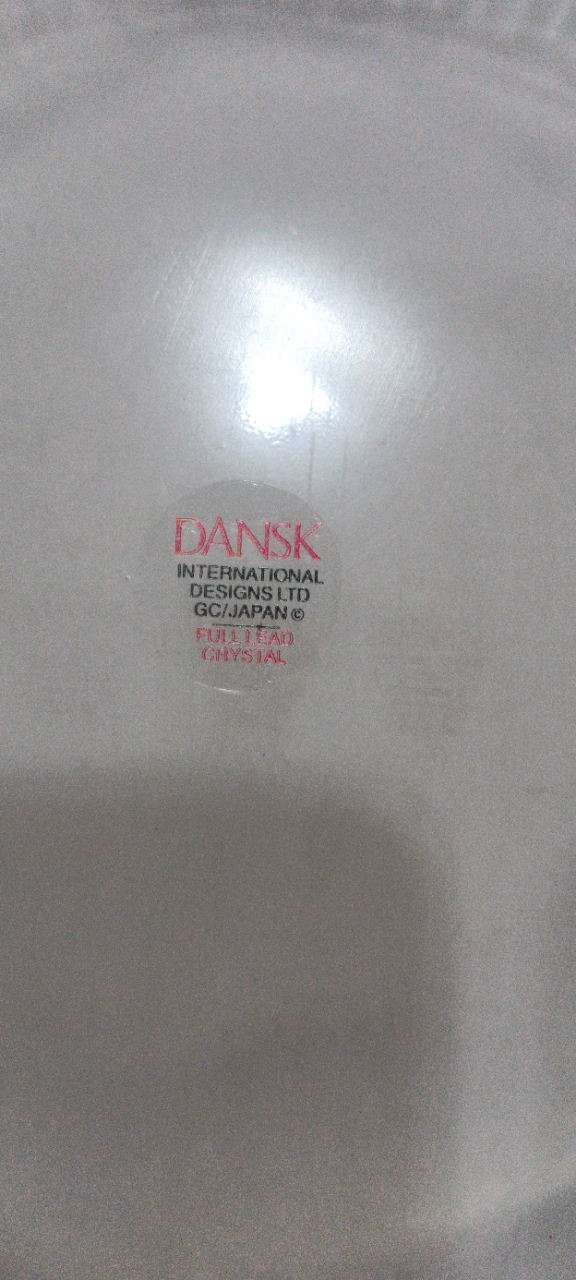 DANSK
INTERNATIONAL
DESIGNS LTD
GC/JAPAN ©
FULL LEAD
CRYSTAL